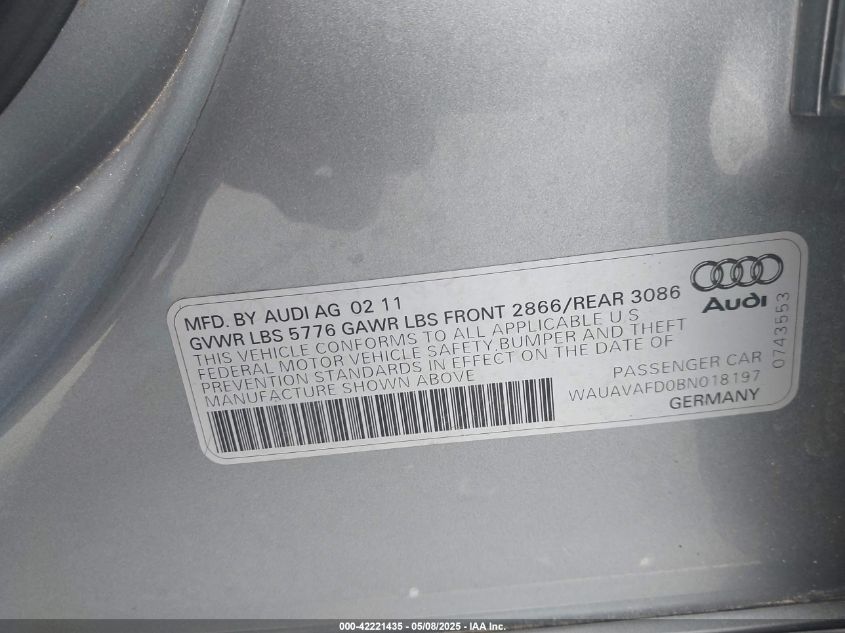 MFD. BY AUDI AG 02 11
GVWR LBS 5776 GAWR LBS FRONT 2866/REAR 3086
THIS VEHICLE CONFORMS TO ALL APPLICABLE U.S
FEDERAL MOTOR VEHICLE SAFETY BUMPER AND THEFT
PREVENTION STANDARDS IN EFFECT ON THE DATE OF
MANUFACTURE SHOWN ABOVE
Audi
PASSENGER CAR
WAUAVAFD0BN018197
GERMANY
0743553
000-42221435 - 05/08/2025 - IAA Inc.